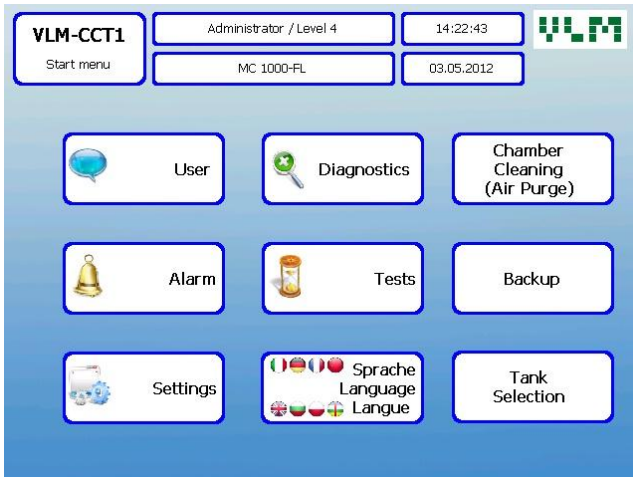 VLM-CCT1
Start menu
Administrator / Level 4
14:22:43
VLM
MC 1000-FL
03.05.2012
User
Diagnostics
Chamber
Cleaning
(Air Purge)
Alarm
Tests
Backup
Settings
Sprache
Language
Langue
Tank
Selection